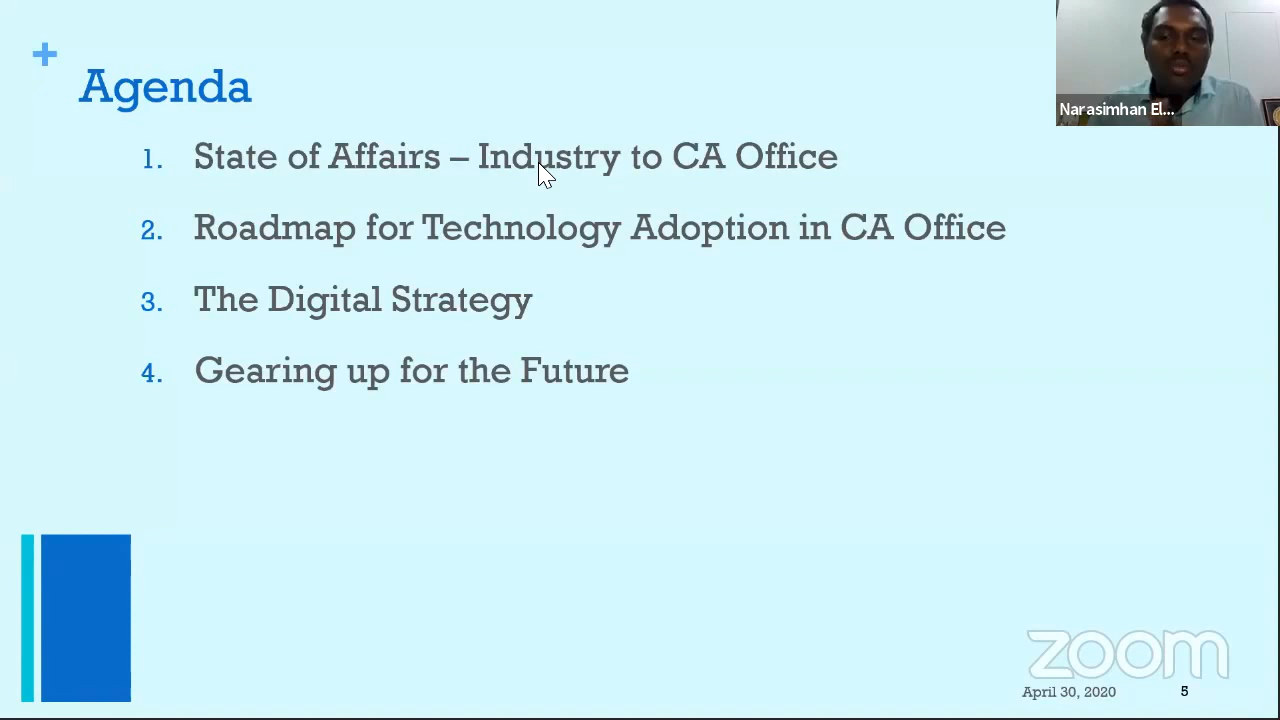 Agenda
1. State of Affairs – Industry to CA Office
2. Roadmap for Technology Adoption in CA Office
3. The Digital Strategy
4. Gearing up for the Future
Narasimhan El...
zoom
April 30, 2020 5